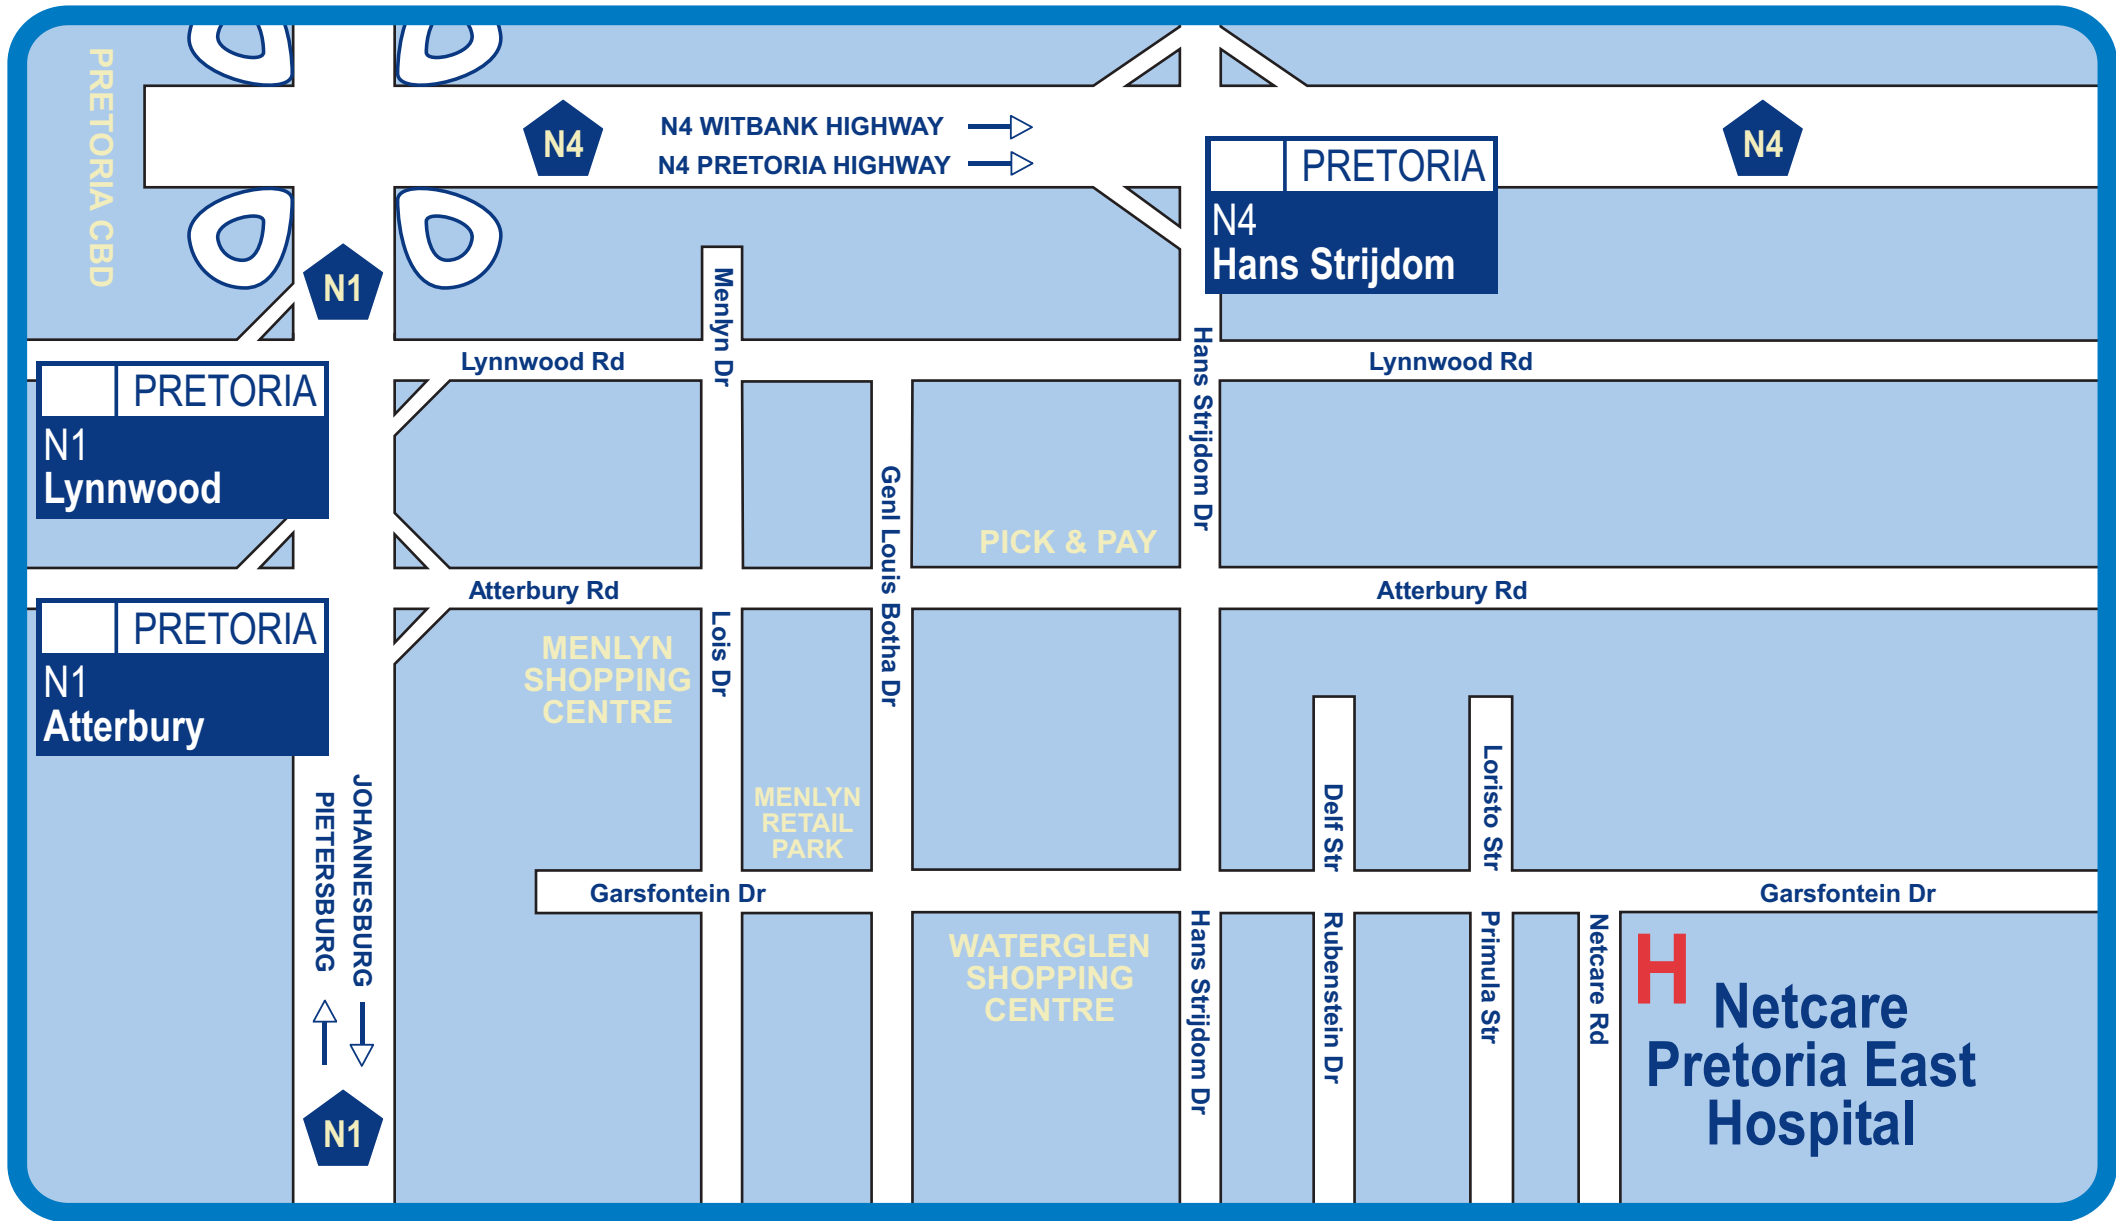 PRETORIA CBD
N4
N4 WITBANK HIGHWAY
N4 PRETORIA HIGHWAY
N4
PRETORIA
N4
Hans Strijdom
N1
Menlyn Dr
Lynnwood Rd
Hans Strijdom Dr
Lynnwood Rd
PRETORIA
N1
Lynnwood
Genl Louis Botha Dr
PICK & PAY
Atterbury Rd
Atterbury Rd
PRETORIA
N1
Atterbury
Lois Dr
MENLYN
SHOPPING
CENTRE
MENLYN
RETAIL
PARK
Delf Str
Loristo Str
JOHANNESBURG
PIETERSBURG
Garsfontein Dr
Garsfontein Dr
WATERGLEN
SHOPPING
CENTRE
Hans Strijdom Dr
Rubenstein Dr
Primula Str
Netcare Rd
H
Netcare
Pretoria East
Hospital
N1